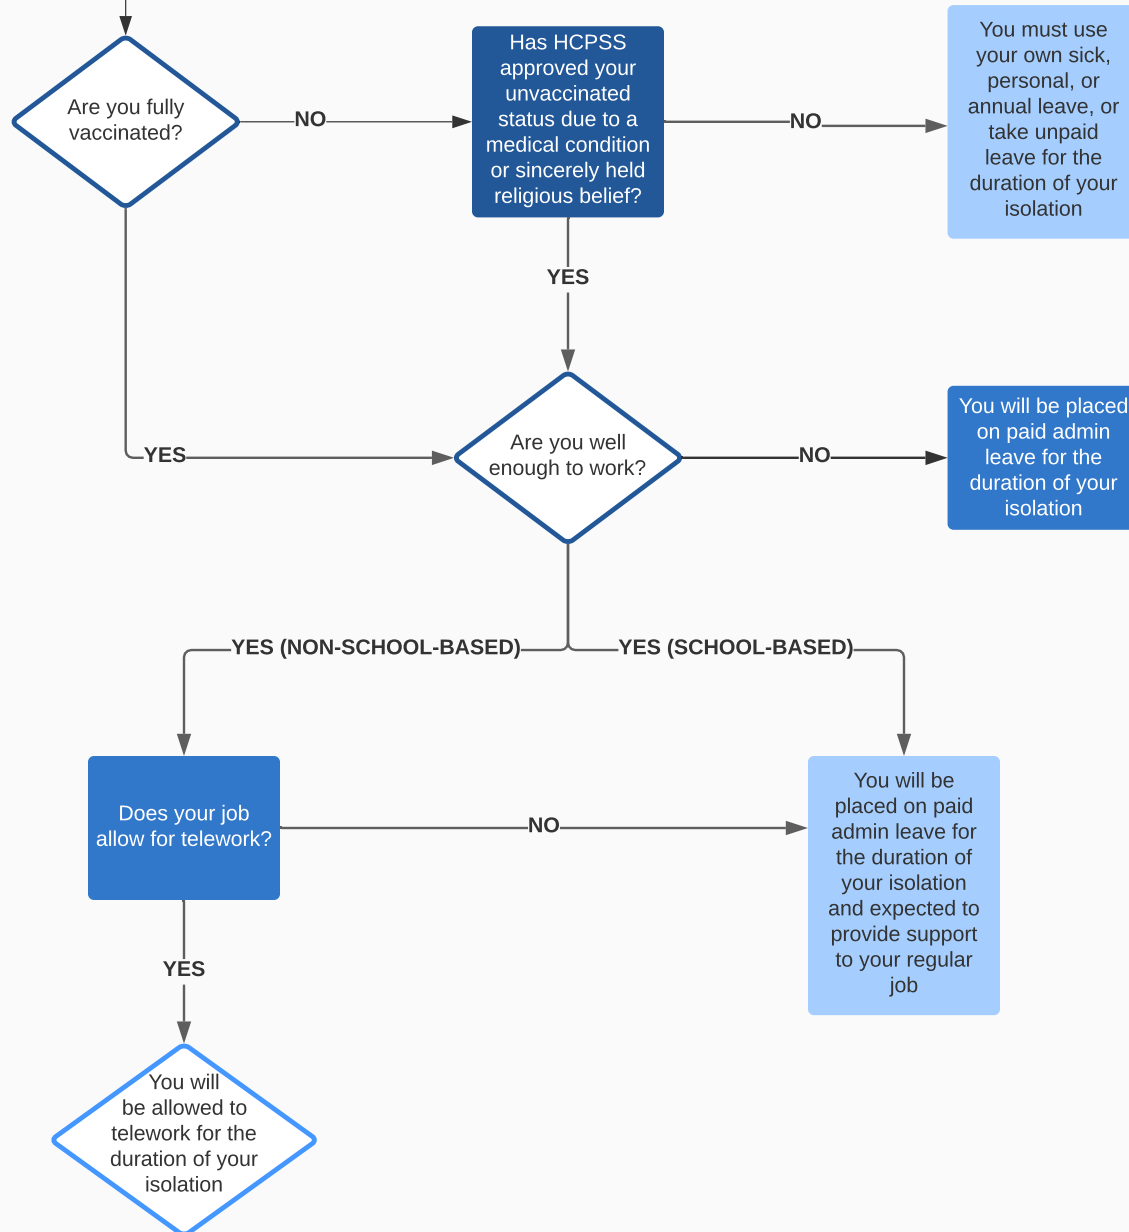 Are you fully
vaccinated?
NO
Has HCPSS
approved your
unvaccinated
status due to a
medical condition
or sincerely held
religious belief?
NO
You must use
your own sick,
personal, or
annual leave, or
take unpaid
leave for the
duration of your
isolation
YES
YES
Are you well
enough to work?
NO
You will be placed
on paid admin
leave for the
duration of your
isolation
YES (NON-SCHOOL-BASED)
YES (SCHOOL-BASED)
Does your job
allow for telework?
NO
You will be
placed on paid
admin leave for
the duration of
your isolation
and expected to
provide support
to your regular
job
YES
You will
be allowed to
telework for the
duration of your
isolation